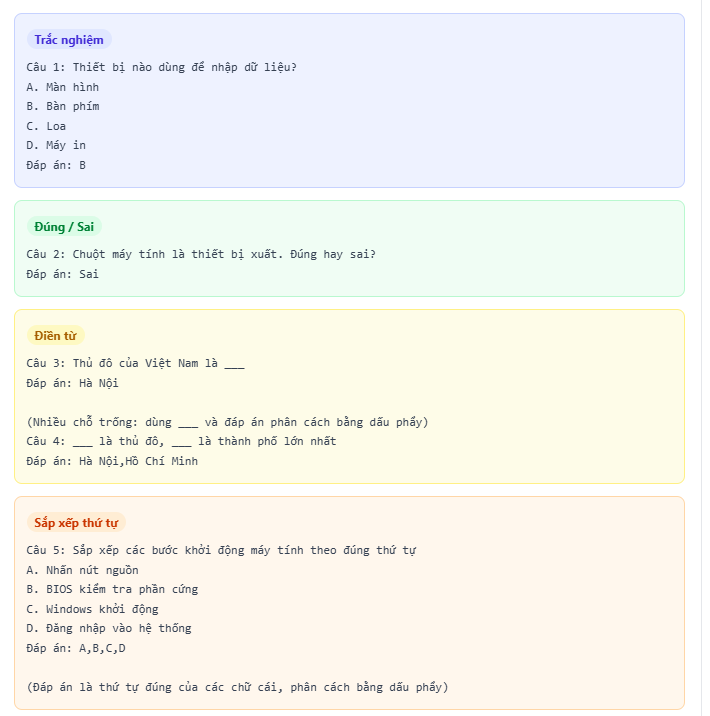 Trắc nghiệm
Câu 1: Thiết bị nào dùng để nhập dữ liệu?
A. Màn hình
B. Bàn phím
C. Loa
D. Máy in
Đáp án: B
Đúng / Sai
Câu 2: Chuột máy tính là thiết bị xuất. Đúng hay sai?
Đáp án: Sai
Điền từ
Câu 3: Thủ đô của Việt Nam là ___
Đáp án: Hà Nội
(Nhiều chỗ trống: dùng ___ và đáp án phân cách bằng dấu phẩy)
Câu 4: ___ là thủ đô, ___ là thành phố lớn nhất
Đáp án: Hà Nội,Hồ Chí Minh
Sắp xếp thứ tự
Câu 5: Sắp xếp các bước khởi động máy tính theo đúng thứ tự
A. Nhấn nút nguồn
B. BIOS kiểm tra phần cứng
C. Windows khởi động
D. Đăng nhập vào hệ thống
Đáp án: A,B,C,D
(Đáp án là thứ tự đúng của các chữ cái, phân cách bằng dấu phẩy)